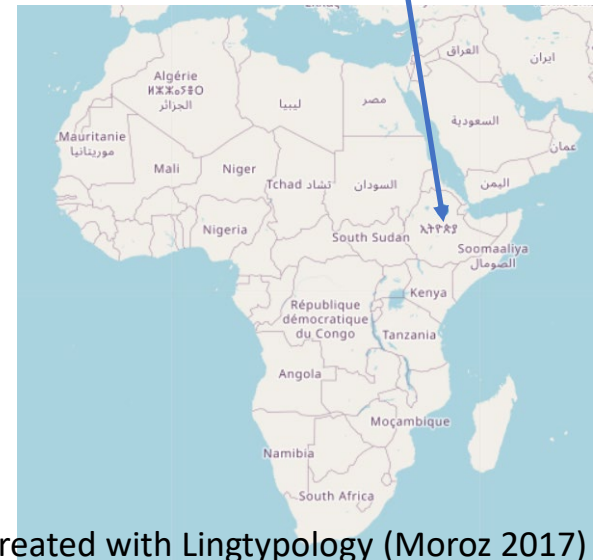 العراق
ایران
Algérie
ⵍⵣⵣⴰⵢⴻⵔ
الجزائر
ليبيا
مصر
السعودية
عمان
Mauritanie
موريتانيا
Mali
Niger
Tchad تشاد
السودان
اليمن
Nigeria
South Sudan
ኢትዮጵያ
Soomaaliya
الصومال
Kenya
République
démocratique
du Congo
Tanzania
Angola
Moçambique
Namibia
South Africa
reated with Lingtypology (Moroz 2017)